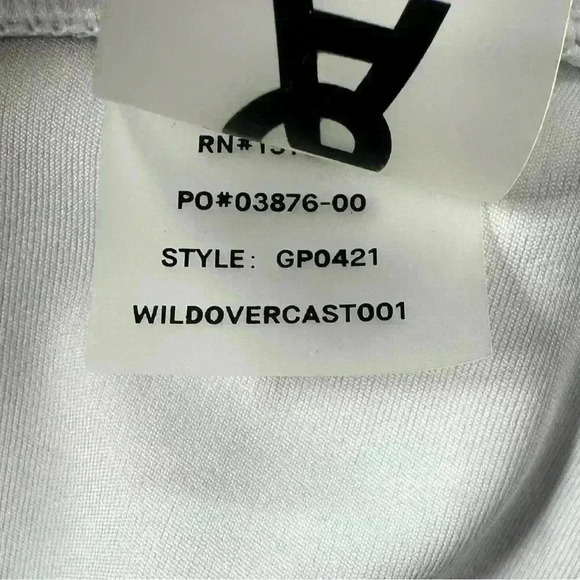 RN#
PO#03876-00
STYLE: GP0421
WILDOVERCAST001